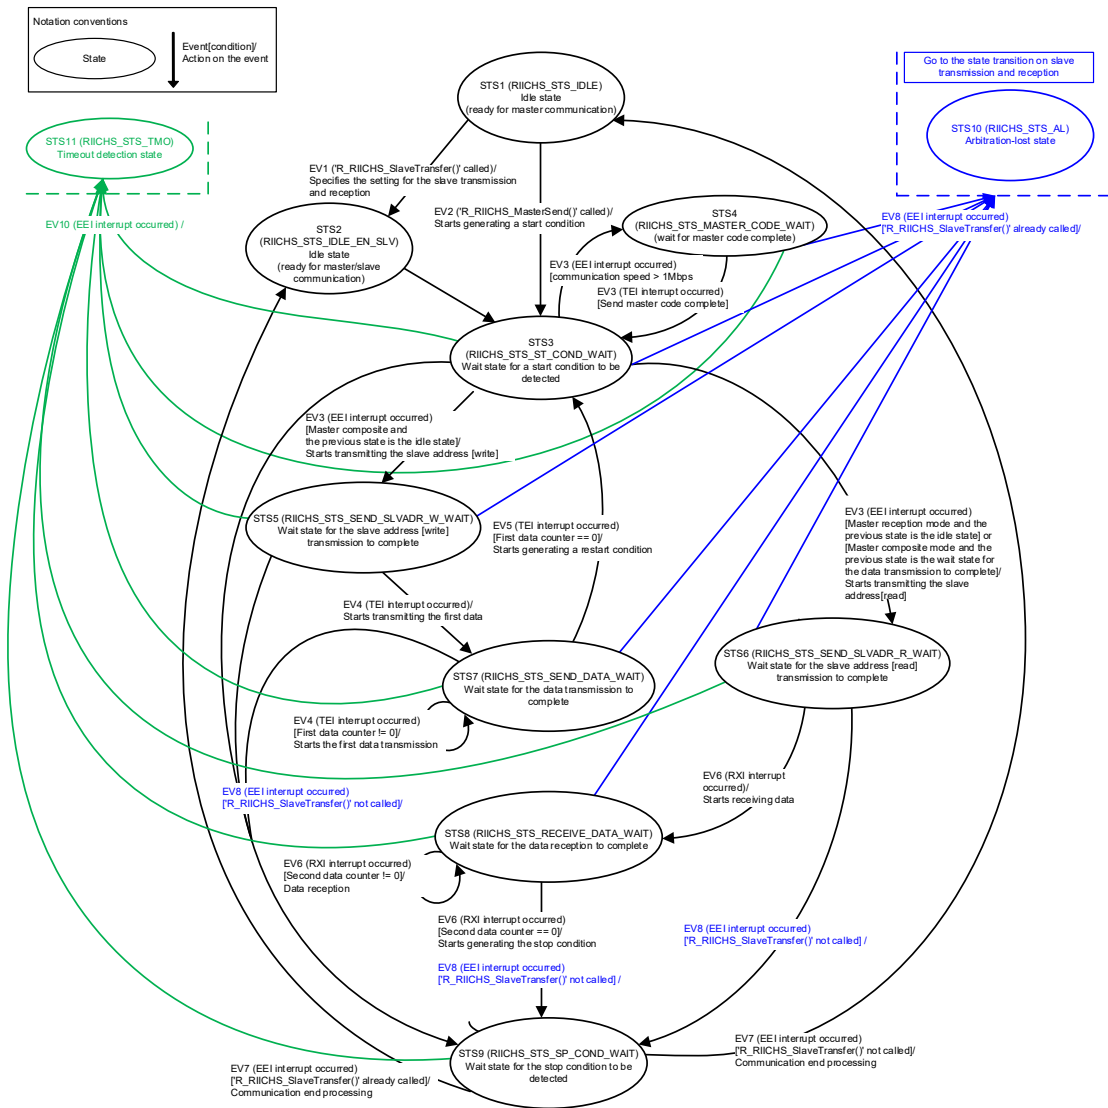 Notation conventions
State
Event[condition]/
Action on the event
STS1 (RIICHS_STS_IDLE)
Idle state
(ready for master communication)
Go to the state transition on slave
transmission and reception
STS10 (RIICHS_STS_AL)
Arbitration-lost state
STS11 (RIICHS_STS_TMO)
Timeout detection state
EV1 ('R_RIICHS_SlaveTransfer()' called)/
Specifies the setting for the slave transmission
and reception
EV2 ('R_RIICHS_MasterSend()' called)/
Starts generating a start condition
STS4
(RIICHS_STS_MASTER_CODE_WAIT)
(wait for master code complete)
EV8 (EEI interrupt occurred)
['R_RIICHS_SlaveTransfer()' already called]/
EV10 (EEI interrupt occurred) /
STS2
(RIICHS_STS_IDLE_EN_SLV)
Idle state
(ready for master/slave
communication)
EV3 (EEI interrupt occurred)
[communication speed > 1Mbps
EV3 (TEI interrupt occurred)
[Send master code complete]
STS3
(RIICHS_STS_ST_COND_WAIT)
Wait state for a start condition to be
detected
EV3 (EEI interrupt occurred)
[Master composite and
the previous state is the idle state]/
Starts transmitting the slave address [write]
STS5 (RIICHS_STS_SEND_SLVADR_W_WAIT)
Wait state for the slave address [write]
transmission to complete
EV5 (TEI interrupt occurred)
[First data counter == 0]/
Starts generating a restart condition
EV3 (EEI interrupt occurred)
[Master reception mode and the
previous state is the idle state] or
[Master composite mode and the
previous state is the wait state for
the data transmission to complete]/
Starts transmitting the slave
address[read]
EV4 (TEI interrupt occurred)/
Starts transmitting the first data
STS6 (RIICHS_STS_SEND_SLVADR_R_WAIT)
Wait state for the slave address [read]
transmission to complete
STS7 (RIICHS_STS_SEND_DATA_WAIT)
Wait state for the data transmission to
complete
EV4 (TEI interrupt occurred)
[First data counter != 0]/
Starts the first data transmission
EV8 (EEI interrupt occurred)
['R_RIICHS_SlaveTransfer()' not called]/
EV6 (RXI interrupt
occurred)/
Starts receiving data
STS8 (RIICHS_STS_RECEIVE_DATA_WAIT)
Wait state for the data reception to complete
EV6 (RXI interrupt occurred)
[Second data counter != 0]/
Data reception
EV6 (RXI interrupt occurred)
[Second data counter == 0]/
Starts generating the stop condition
EV8 (EEI interrupt occurred)
['R_RIICHS_SlaveTransfer()' not called] /
EV8 (EEI interrupt occurred)
['R_RIICHS_SlaveTransfer()' not called] /
STS9 (RIICHS_STS_SP_COND_WAIT)
Wait state for the stop condition to be
detected
EV7 (EEI interrupt occurred)
['R_RIICHS_SlaveTransfer()' not called]/
Communication end processing
EV7 (EEI interrupt occurred)
['R_RIICHS_SlaveTransfer()' already called]/
Communication end processing